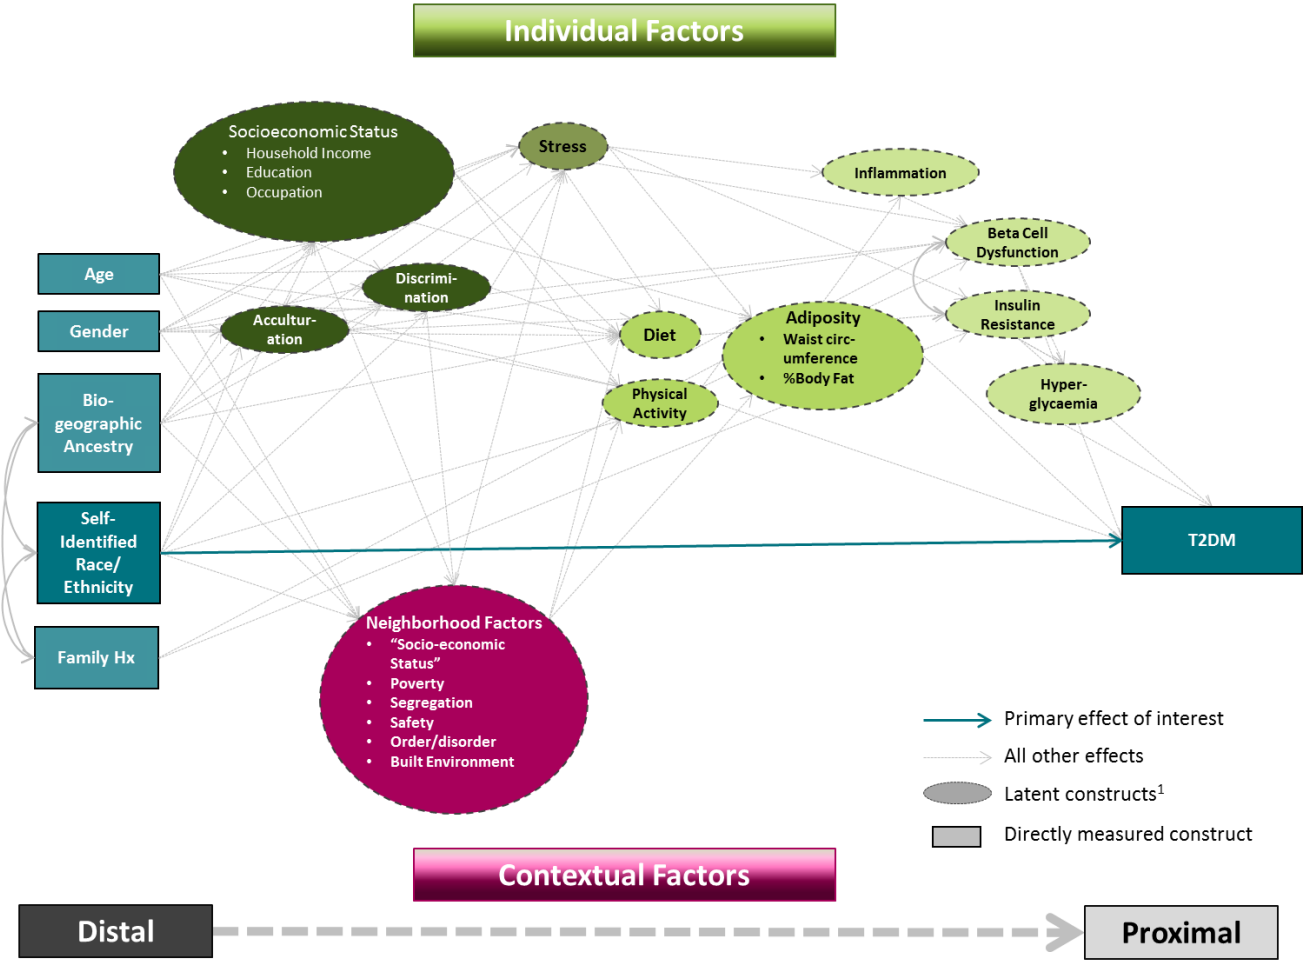 Individual Factors
Socioeconomic Status
• Household Income
• Education
• Occupation
Stress
Inflammation
Beta Cell
Dysfunction
Age
Discrimi-
nation
Gender
Accultur-
ation
Diet
Adiposity
• Waist circ-
umference
• %Body Fat
Insulin
Resistance
Physical
Activity
Hyper-
glycaemia
Bio-
geographic
Ancestry
Self-
Identified
Race/
Ethnicity
T2DM
Family Hx
Neighborhood Factors
• “Socio-economic
Status”
• Poverty
• Segregation
• Safety
• Order/disorder
• Built Environment
Primary effect of interest
All other effects
Latent constructs1
Directly measured construct
Contextual Factors
Distal
Proximal